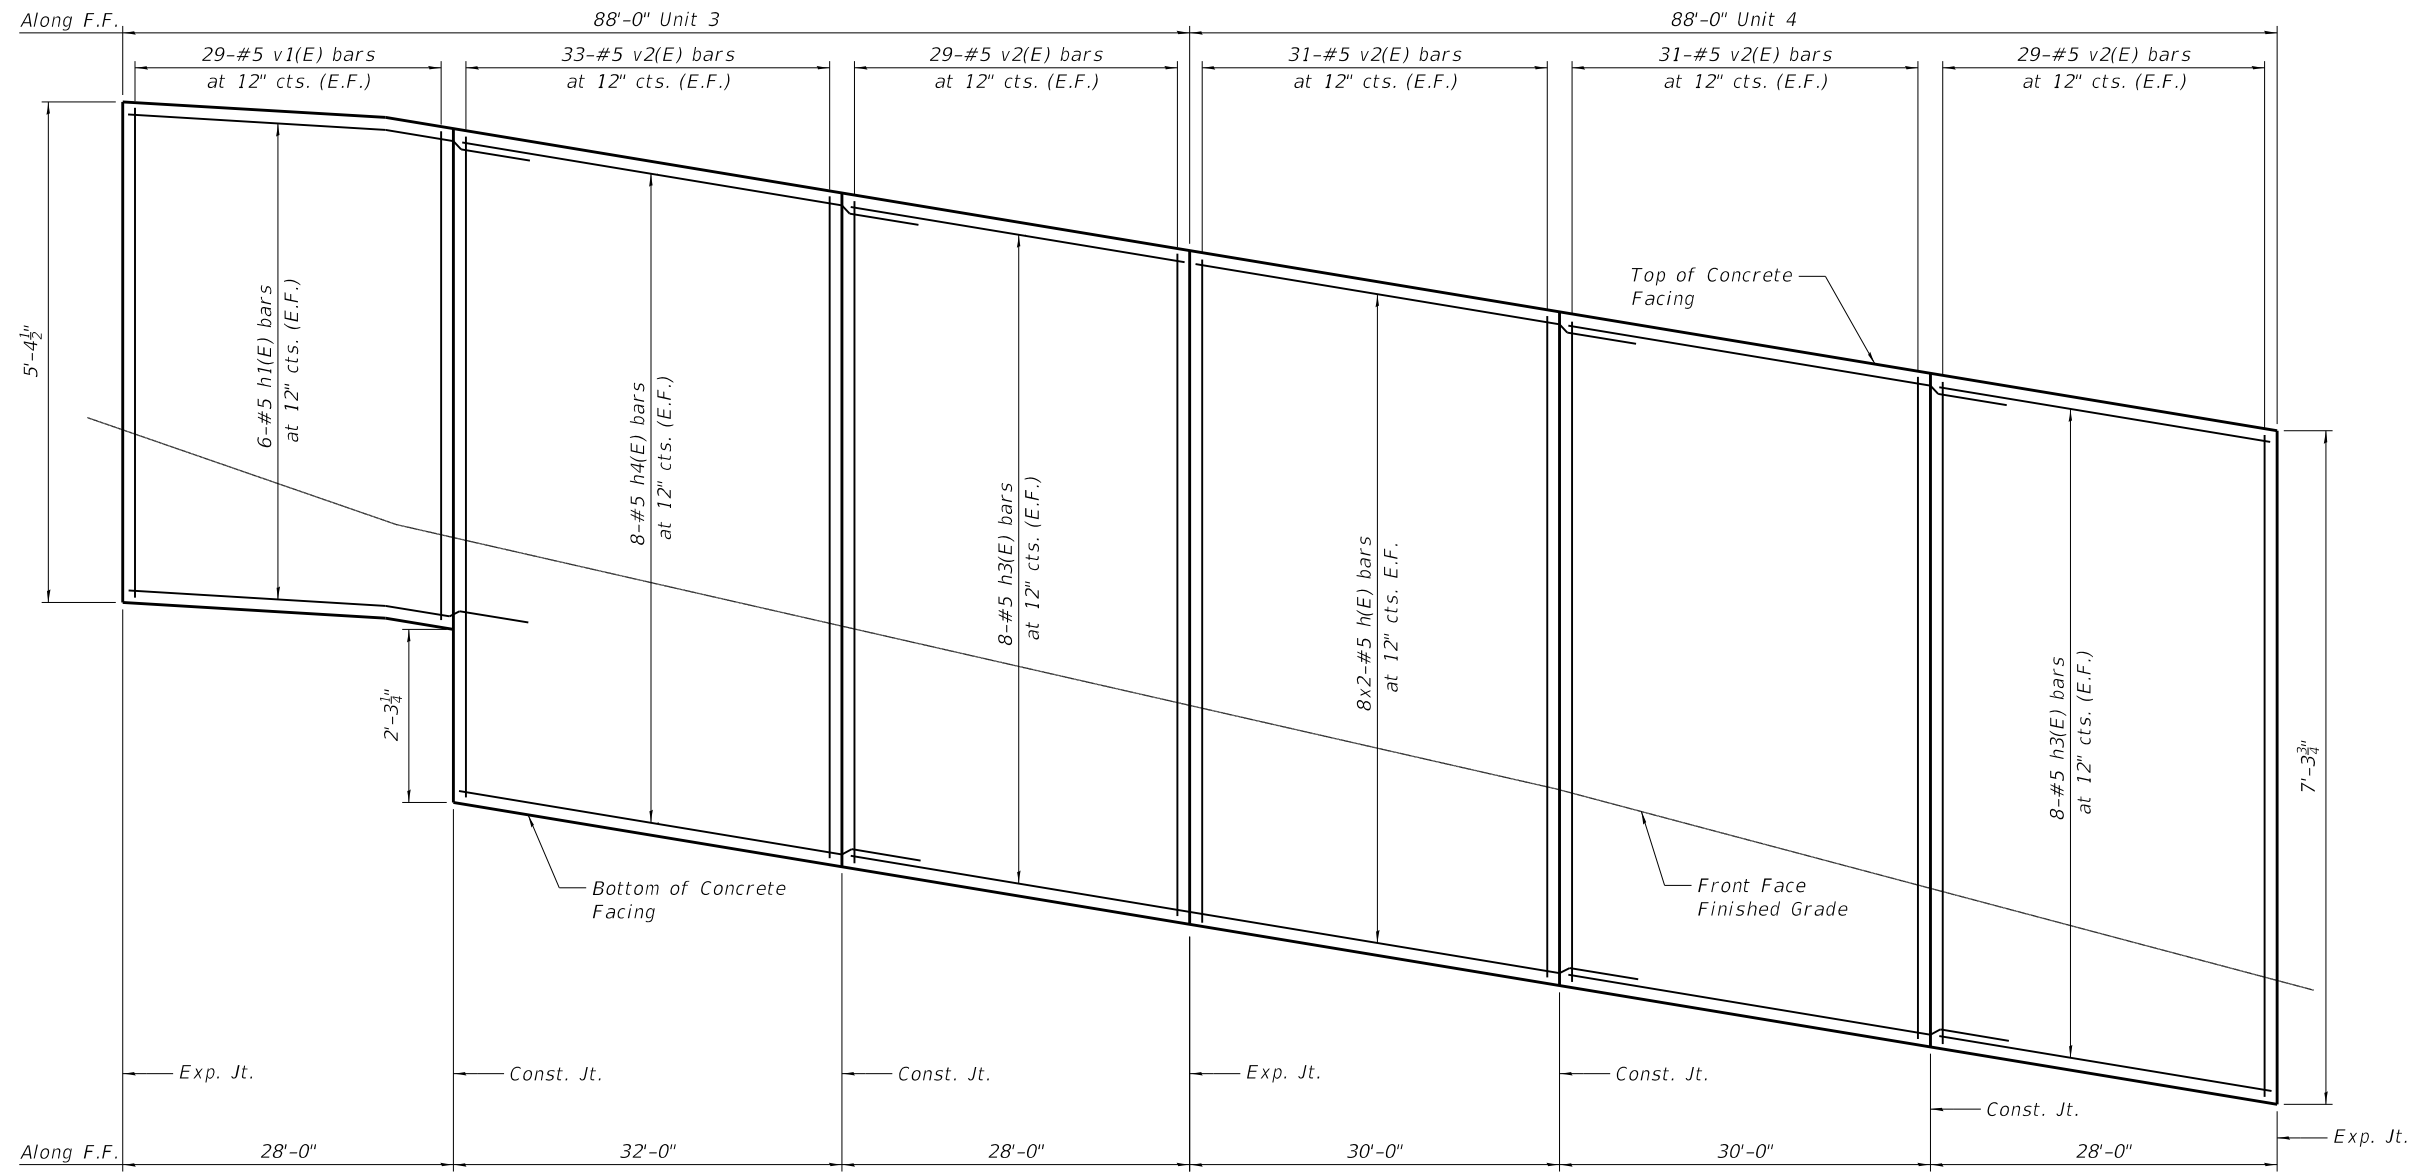 Along F.F.
88'-0" Unit 3
88'-0" Unit 4
29-#5 v1(E) bars
at 12" cts. (E.F.)
33-#5 v2(E) bars
at 12" cts. (E.F.)
29-#5 v2(E) bars
at 12" cts. (E.F.)
31-#5 v2(E) bars
at 12" cts. (E.F.)
31-#5 v2(E) bars
at 12" cts. (E.F.)
29-#5 v2(E) bars
at 12" cts. (E.F.)
5'-4½"
6-#5 h1(E) bars
at 12" cts. (E.F.)
8-#5 h4(E) bars
at 12" cts. (E.F.)
8-#5 h3(E) bars
at 12" cts. (E.F.)
8x2-#5 h(E) bars
at 12" cts. E.F.
Top of Concrete
Facing
8-#5 h3(E) bars
at 12" cts. (E.F.)
7'-3¾"
2'-3¼"
Bottom of Concrete
Facing
Front Face
Finished Grade
Exp. Jt.
Const. Jt.
Const. Jt.
Exp. Jt.
Const. Jt.
Const. Jt.
Exp. Jt.
Along F.F.
28'-0"
32'-0"
28'-0"
30'-0"
30'-0"
28'-0"